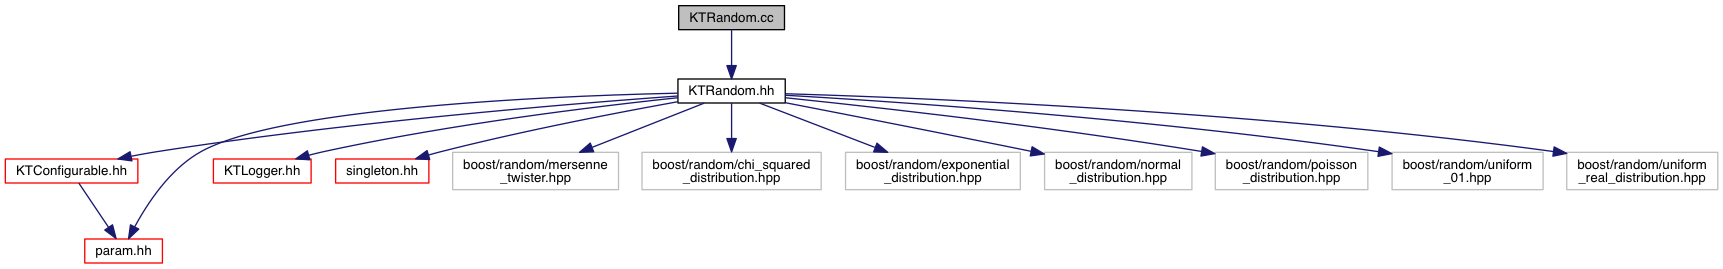 KTRandom.cc
KTRandom.hh
KTConfigurable.hh
KTLogger.hh
singleton.hh
boost/random/mersenne
_twister.hpp
boost/random/chi_squared
_distribution.hpp
boost/random/exponential
_distribution.hpp
boost/random/normal
_distribution.hpp
boost/random/poisson
_distribution.hpp
boost/random/uniform
_01.hpp
boost/random/uniform
_real_distribution.hpp
param.hh